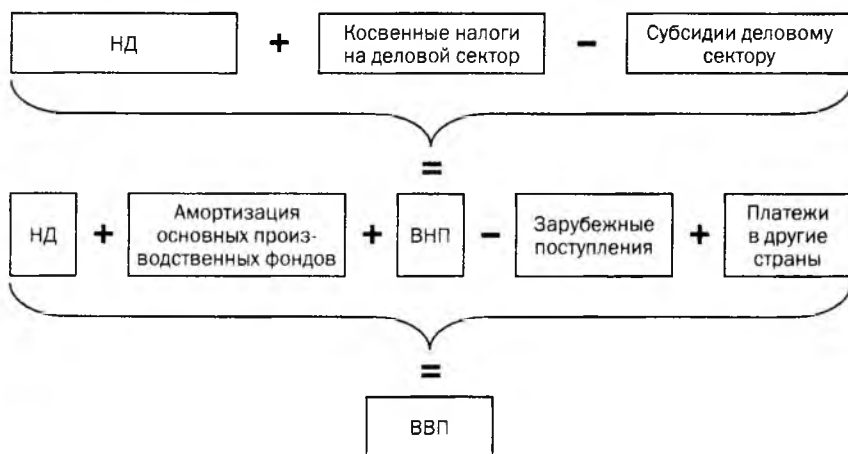 НД + Косвенные налоги на деловой сектор − Субсидии деловому сектору
=
НД + Амортизация основных произ-водственных фондов + ВНП − Зарубежные поступления + Платежи в другие страны
=
ВВП